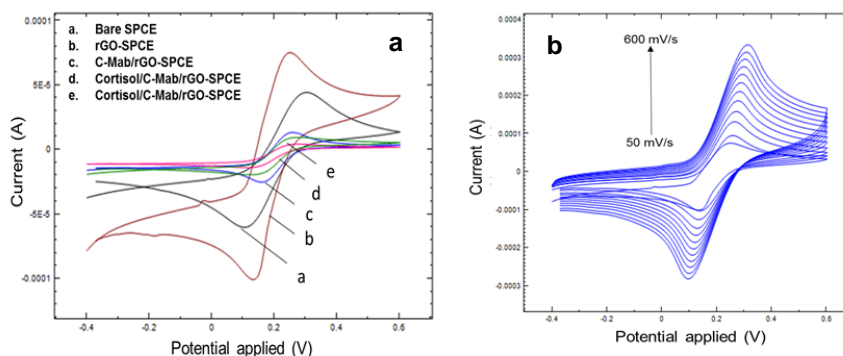 a. Bare SPCE
b. rGO-SPCE
c. C-Mab/rGO-SPCE
d. Cortisol/C-Mab/rGO-SPCE
e. Cortisol/C-Mab/rGO-SPCE
a
0.0001
5E-5
0
-5E-5
-0.0001
Current (A)
e
d
c
b
a
-0.4 -0.2 0 0.2 0.4 0.6
Potential applied (V)
b
600 mV/s
50 mV/s
0.0004
0.0003
0.0002
0.0001
0
-0.0001
-0.0002
-0.0003
Current (A)
-0.4 -0.2 0 0.2 0.4 0.6
Potential applied (V)